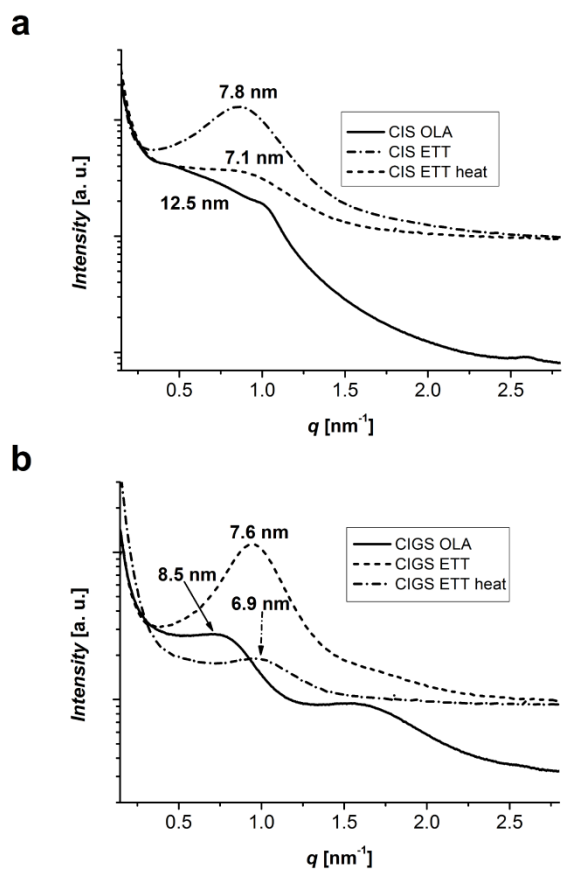 a
7.8 nm
7.1 nm
12.5 nm
CIS OLA
CIS ETT
CIS ETT heat
Intensity [a. u.]
0.5 1.0 1.5 2.0 2.5
q [nm⁻¹]
b
7.6 nm
8.5 nm
6.9 nm
CIGS OLA
CIGS ETT
CIGS ETT heat
Intensity [a. u.]
0.5 1.0 1.5 2.0 2.5
q [nm⁻¹]